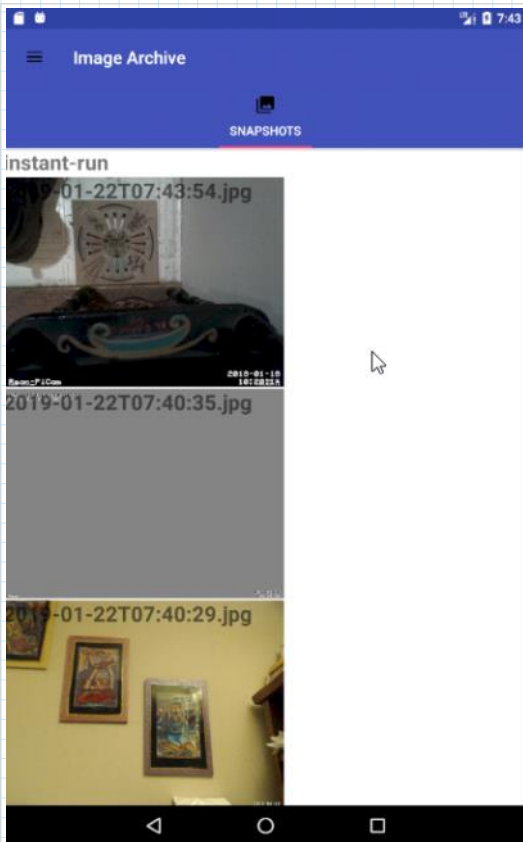 7:43
Image Archive
SNAPSHOTS
instant-run
2019-01-22T07:43:54.jpg
2019-01-22T07:40:35.jpg
2019-01-22T07:40:29.jpg